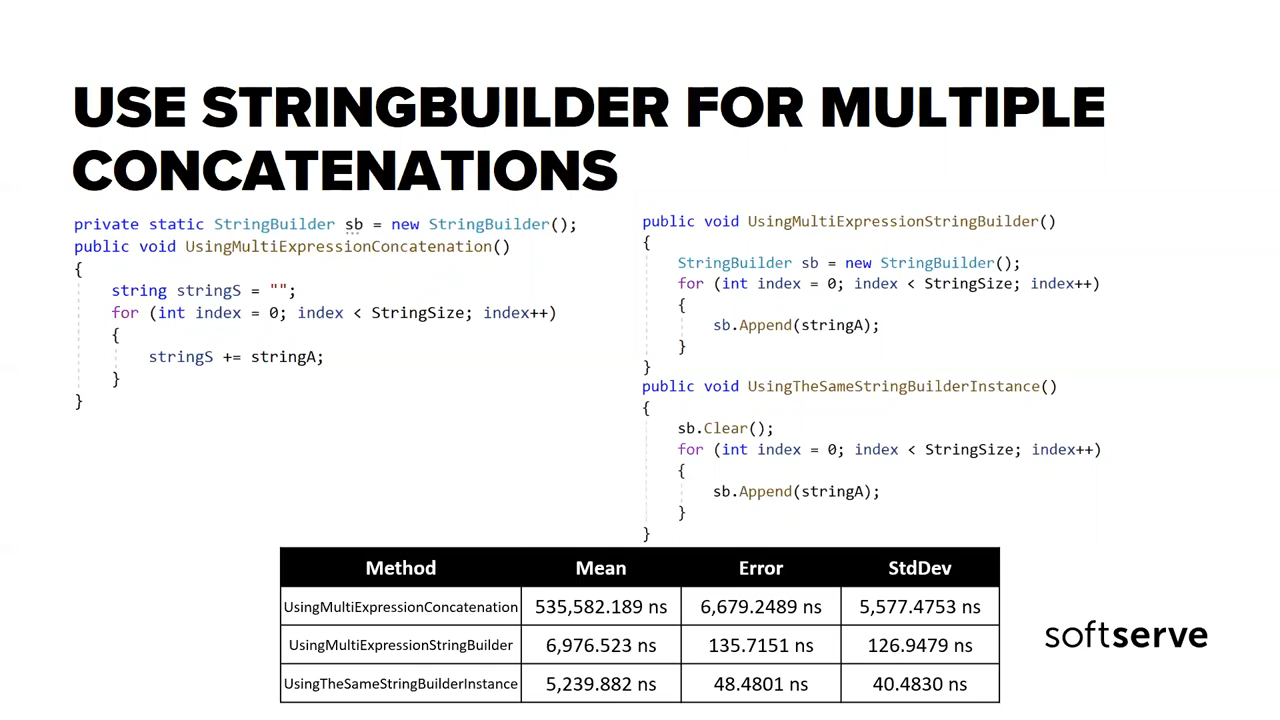 USE STRINGBUILDER FOR MULTIPLE
CONCATENATIONS
private static StringBuilder sb = new StringBuilder();
public void UsingMultiExpressionConcatenation()
{
string stringS = "";
for (int index = 0; index < StringSize; index++)
{
stringS += stringA;
}
}
public void UsingMultiExpressionStringBuilder()
{
StringBuilder sb = new StringBuilder();
for (int index = 0; index < StringSize; index++)
{
sb.Append(stringA);
}
}
public void UsingTheSameStringBuilderInstance()
{
sb.Clear();
for (int index = 0; index < StringSize; index++)
{
sb.Append(stringA);
}
}
Method Mean Error StdDev
UsingMultiExpressionConcatenation 535,582.189 ns 6,679.2489 ns 5,577.4753 ns
UsingMultiExpressionStringBuilder 6,976.523 ns 135.7151 ns 126.9479 ns
UsingTheSameStringBuilderInstance 5,239.882 ns 48.4801 ns 40.4830 ns
softserve